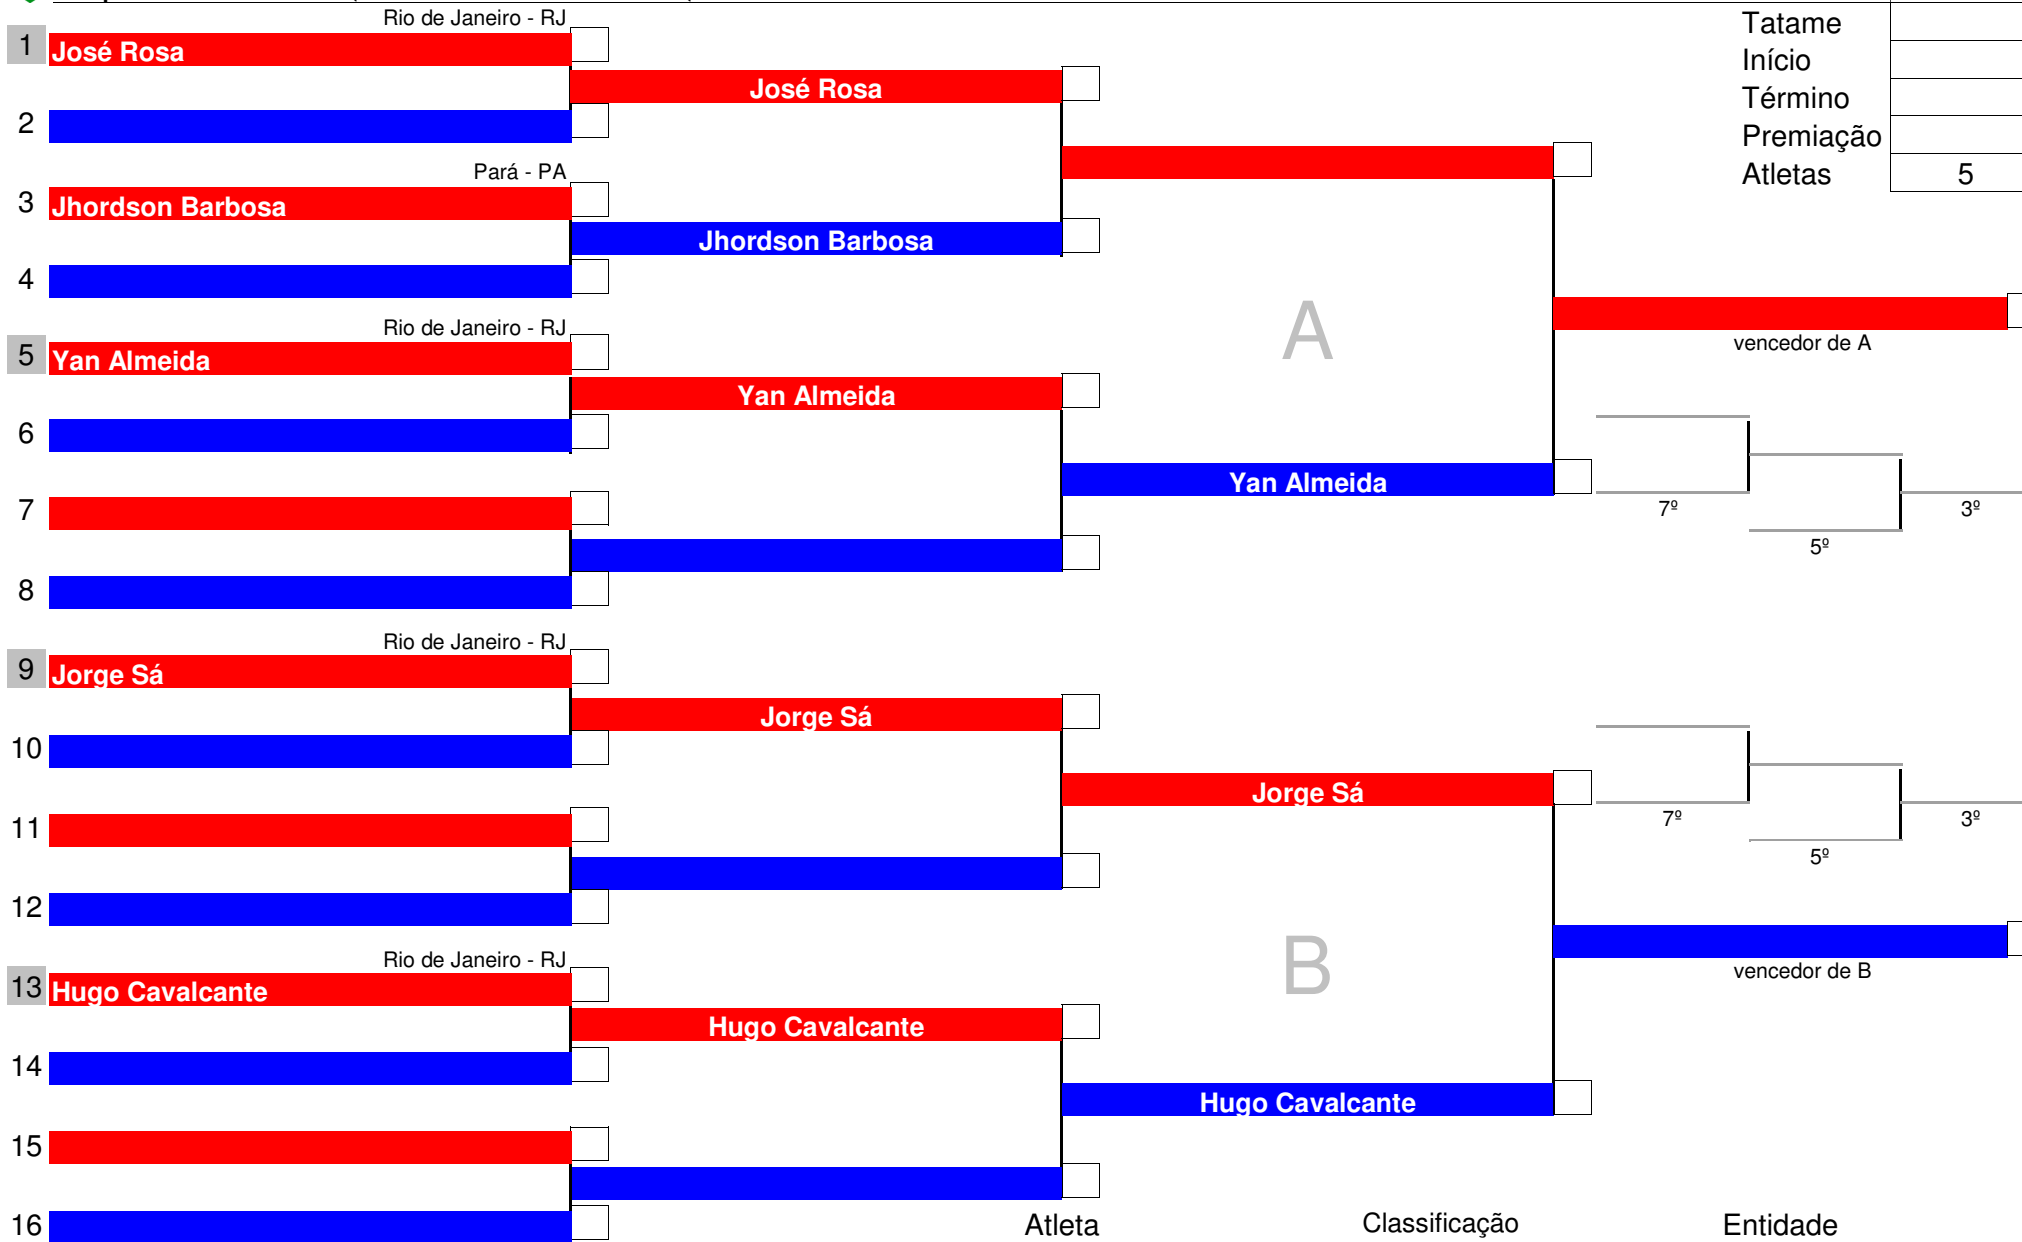 Rio de Janeiro - RJ
1 José Rosa
José Rosa
2
Pará - PA
3 Jhordson Barbosa
Jhordson Barbosa
4
Rio de Janeiro - RJ
5 Yan Almeida
Yan Almeida
6
Yan Almeida
7
8
Rio de Janeiro - RJ
9 Jorge Sá
Jorge Sá
10
Jorge Sá
11
12
Rio de Janeiro - RJ
13 Hugo Cavalcante
Hugo Cavalcante
14
Hugo Cavalcante
15
16
A
B
Tatame
Início
Término
Premiação
Atletas 5
vencedor de A
7º
5º
3º
7º
5º
3º
vencedor de B
Atleta Classificação Entidade